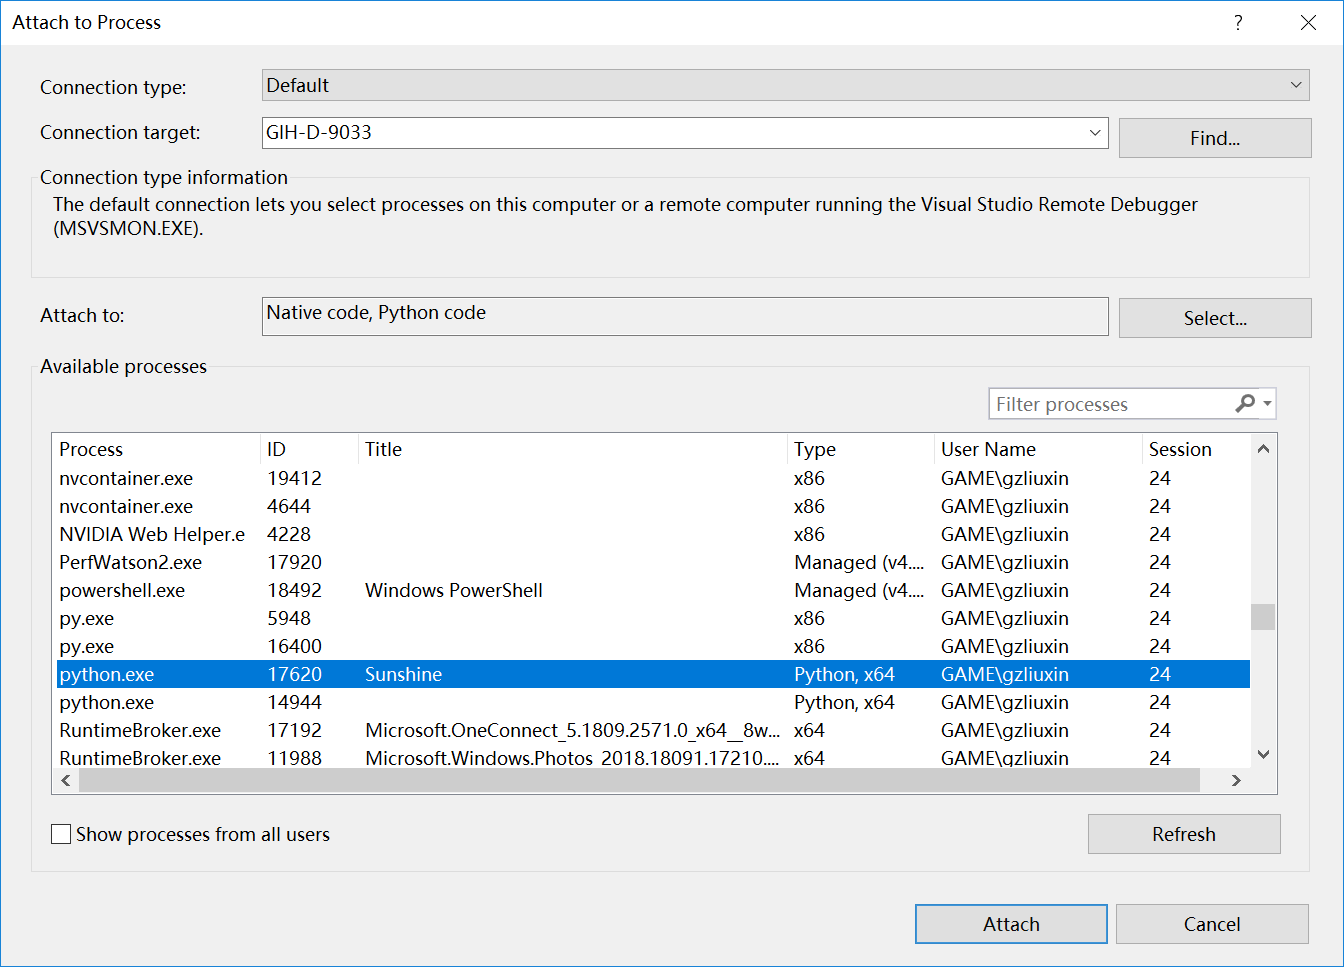 Attach to Process ?
Connection type: Default
Connection target: GIH-D-9033 Find...
Connection type information
The default connection lets you select processes on this computer or a remote computer running the Visual Studio Remote Debugger
(MSVSMON.EXE).
Attach to: Native code, Python code Select...
Available processes
Filter processes
Process ID Title Type User Name Session
nvcontainer.exe 19412 x86 GAME\gzliuxin 24
nvcontainer.exe 4644 x86 GAME\gzliuxin 24
NVIDIA Web Helper.e 4228 x86 GAME\gzliuxin 24
PerfWatson2.exe 17920 Managed (v4.... GAME\gzliuxin 24
powershell.exe 18492 Windows PowerShell Managed (v4.... GAME\gzliuxin 24
py.exe 5948 x86 GAME\gzliuxin 24
py.exe 16400 x86 GAME\gzliuxin 24
python.exe 17620 Sunshine Python, x64 GAME\gzliuxin 24
python.exe 14944 Python, x64 GAME\gzliuxin 24
RuntimeBroker.exe 17192 Microsoft.OneConnect_5.1809.2571.0_x64__8w... x64 GAME\gzliuxin 24
RuntimeBroker.exe 11988 Microsoft.Windows.Photos_2018.18091.17210.... x64 GAME\gzliuxin 24
Show processes from all users Refresh
Attach Cancel